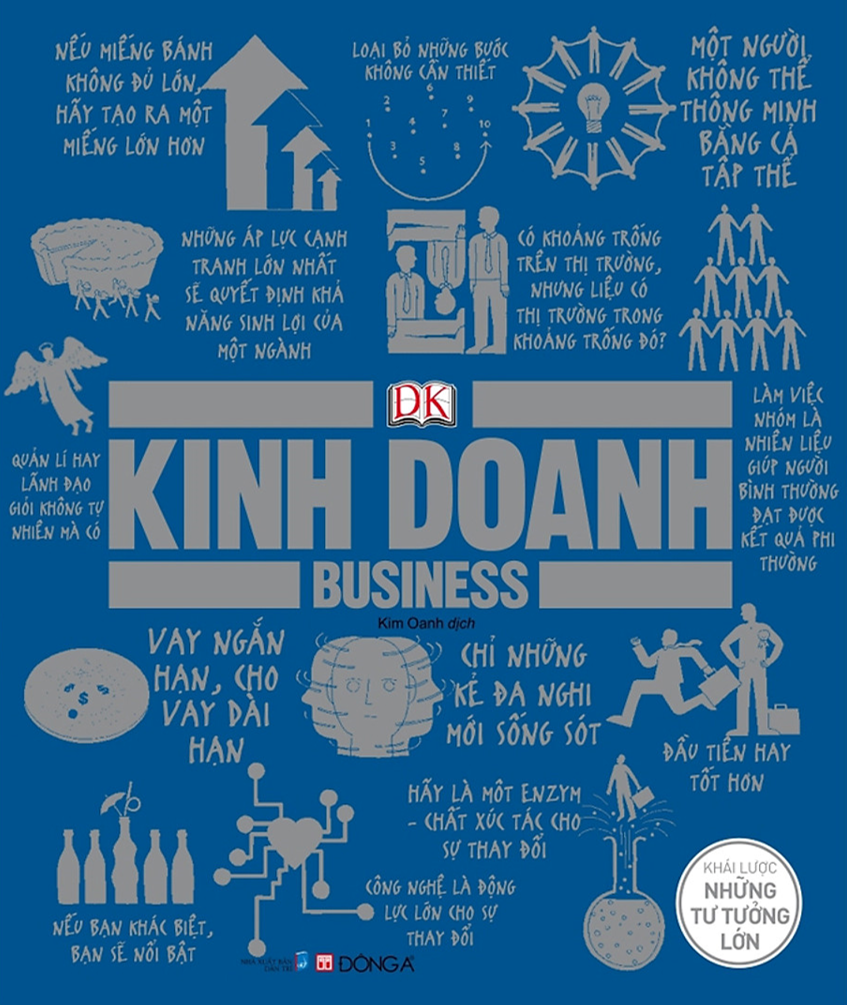 NẾU MIẾNG BÁNH
KHÔNG ĐỦ LỚN,
HÃY TẠO RA MỘT
MIẾNG LỚN HƠN
LOẠI BỎ NHỮNG BƯỚC
KHÔNG CẦN THIẾT
1
2
3
4
5
6
7
8
9
10
MỘT NGƯỜI
KHÔNG THỂ
THÔNG MINH
BẰNG CẢ
TẬP THỂ
NHỮNG ÁP LỰC CẠNH
TRANH LỚN NHẤT
SẼ QUYẾT ĐỊNH KHẢ
NĂNG SINH LỢI CỦA
MỘT NGÀNH
CÓ KHOẢNG TRỐNG
TRÊN THỊ TRƯỜNG,
NHƯNG LIỆU CÓ
THỊ TRƯỜNG TRONG
KHOẢNG TRỐNG ĐÓ?
QUẢN LÍ HAY
LÃNH ĐẠO
GIỎI KHÔNG TỰ
NHIÊN MÀ CÓ
DK
KINH DOANH
BUSINESS
Kim Oanh dịch
LÀM VIỆC
NHÓM LÀ
NHIÊN LIỆU
GIÚP NGƯỜI
BÌNH THƯỜNG
ĐẠT ĐƯỢC
KẾT QUẢ PHI
THƯỜNG
VAY NGẮN
HẠN, CHO
VAY DÀI
HẠN
$
CHỈ NHỮNG
KẺ ĐA NGHI
MỚI SỐNG SÓT
ĐẦU TIÊN HAY
TỐT HƠN
HÃY LÀ MỘT ENZYM
- CHẤT XÚC TÁC CHO
SỰ THAY ĐỔI
CÔNG NGHỆ LÀ ĐỘNG
LỰC LỚN CHO SỰ
THAY ĐỔI
NẾU BẠN KHÁC BIỆT,
BẠN SẼ NỔI BẬT
KHÁI LƯỢC
NHỮNG
TƯ TƯỞNG
LỚN
NHÀ XUẤT BẢN
DÂN TRÍ
ĐÔNG A